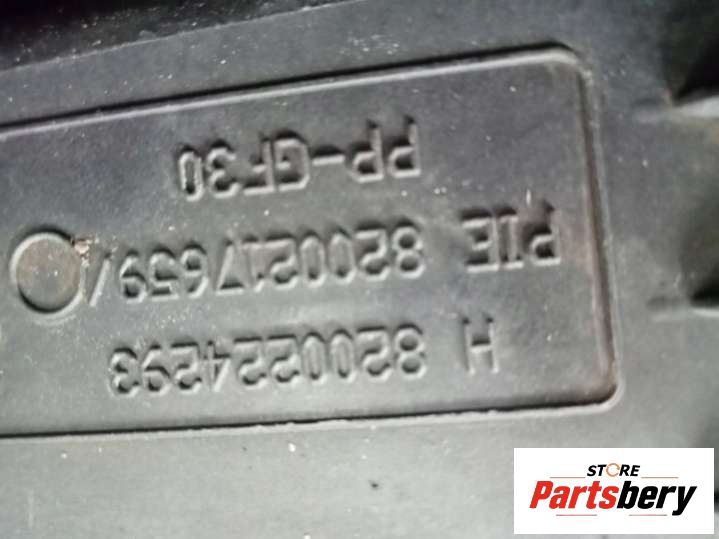 H 8200224293
PIE 8200217659/
PP-GF30
STORE
Partsbery